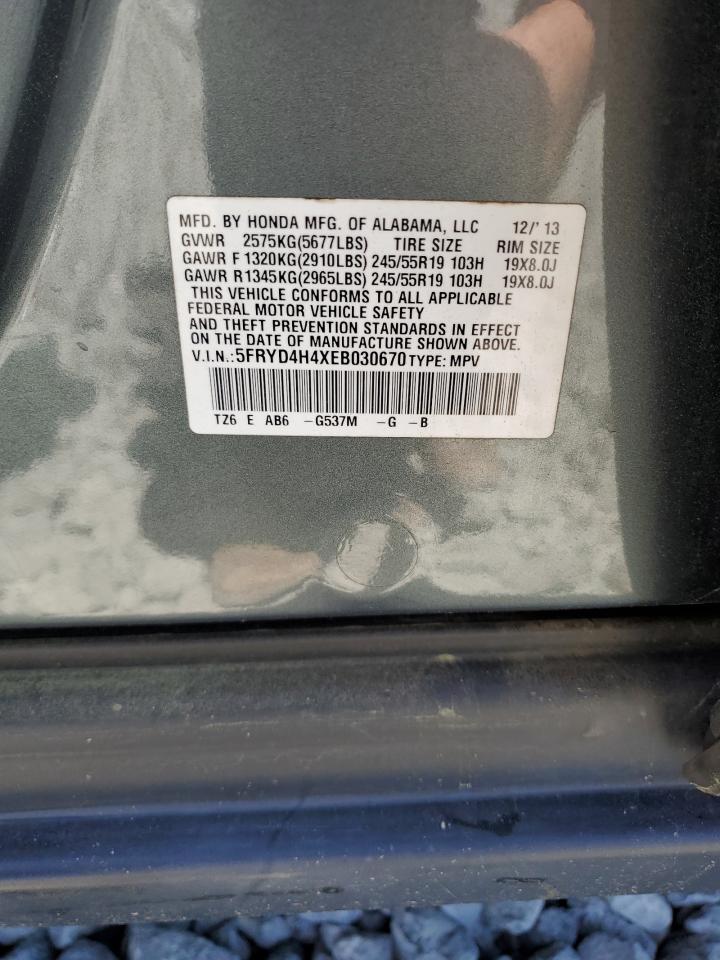 MFD. BY HONDA MFG. OF ALABAMA, LLC 12/' 13
GVWR 2575KG(5677LBS) TIRE SIZE RIM SIZE
GAWR F 1320KG(2910LBS) 245/55R19 103H 19X8.0J
GAWR R 1345KG(2965LBS) 245/55R19 103H 19X8.0J
THIS VEHICLE CONFORMS TO ALL APPLICABLE
FEDERAL MOTOR VEHICLE SAFETY
AND THEFT PREVENTION STANDARDS IN EFFECT
ON THE DATE OF MANUFACTURE SHOWN ABOVE.
V.I.N.:5FRYD4H4XEB030670 TYPE: MPV
TZ6 E AB6 -G537M -G -B